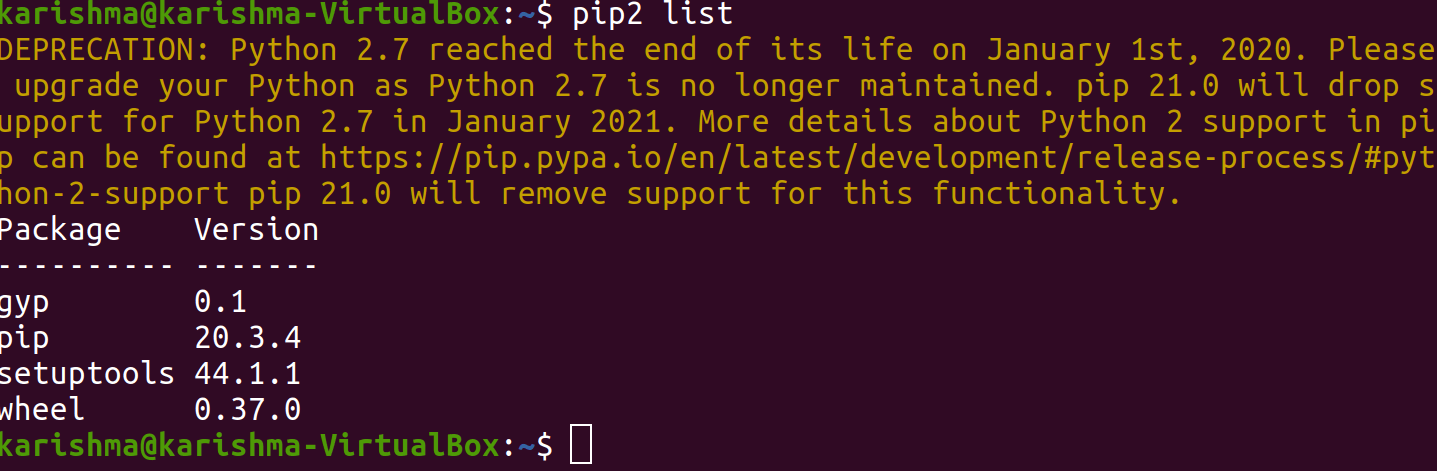 karishma@karishma-VirtualBox:~$ pip2 list
DEPRECATION: Python 2.7 reached the end of its life on January 1st, 2020. Please
 upgrade your Python as Python 2.7 is no longer maintained. pip 21.0 will drop s
upport for Python 2.7 in January 2021. More details about Python 2 support in pi
p can be found at https://pip.pypa.io/en/latest/development/release-process/#pyt
hon-2-support pip 21.0 will remove support for this functionality.
Package    Version
---------- -------
gyp        0.1
pip        20.3.4
setuptools 44.1.1
wheel      0.37.0
karishma@karishma-VirtualBox:~$